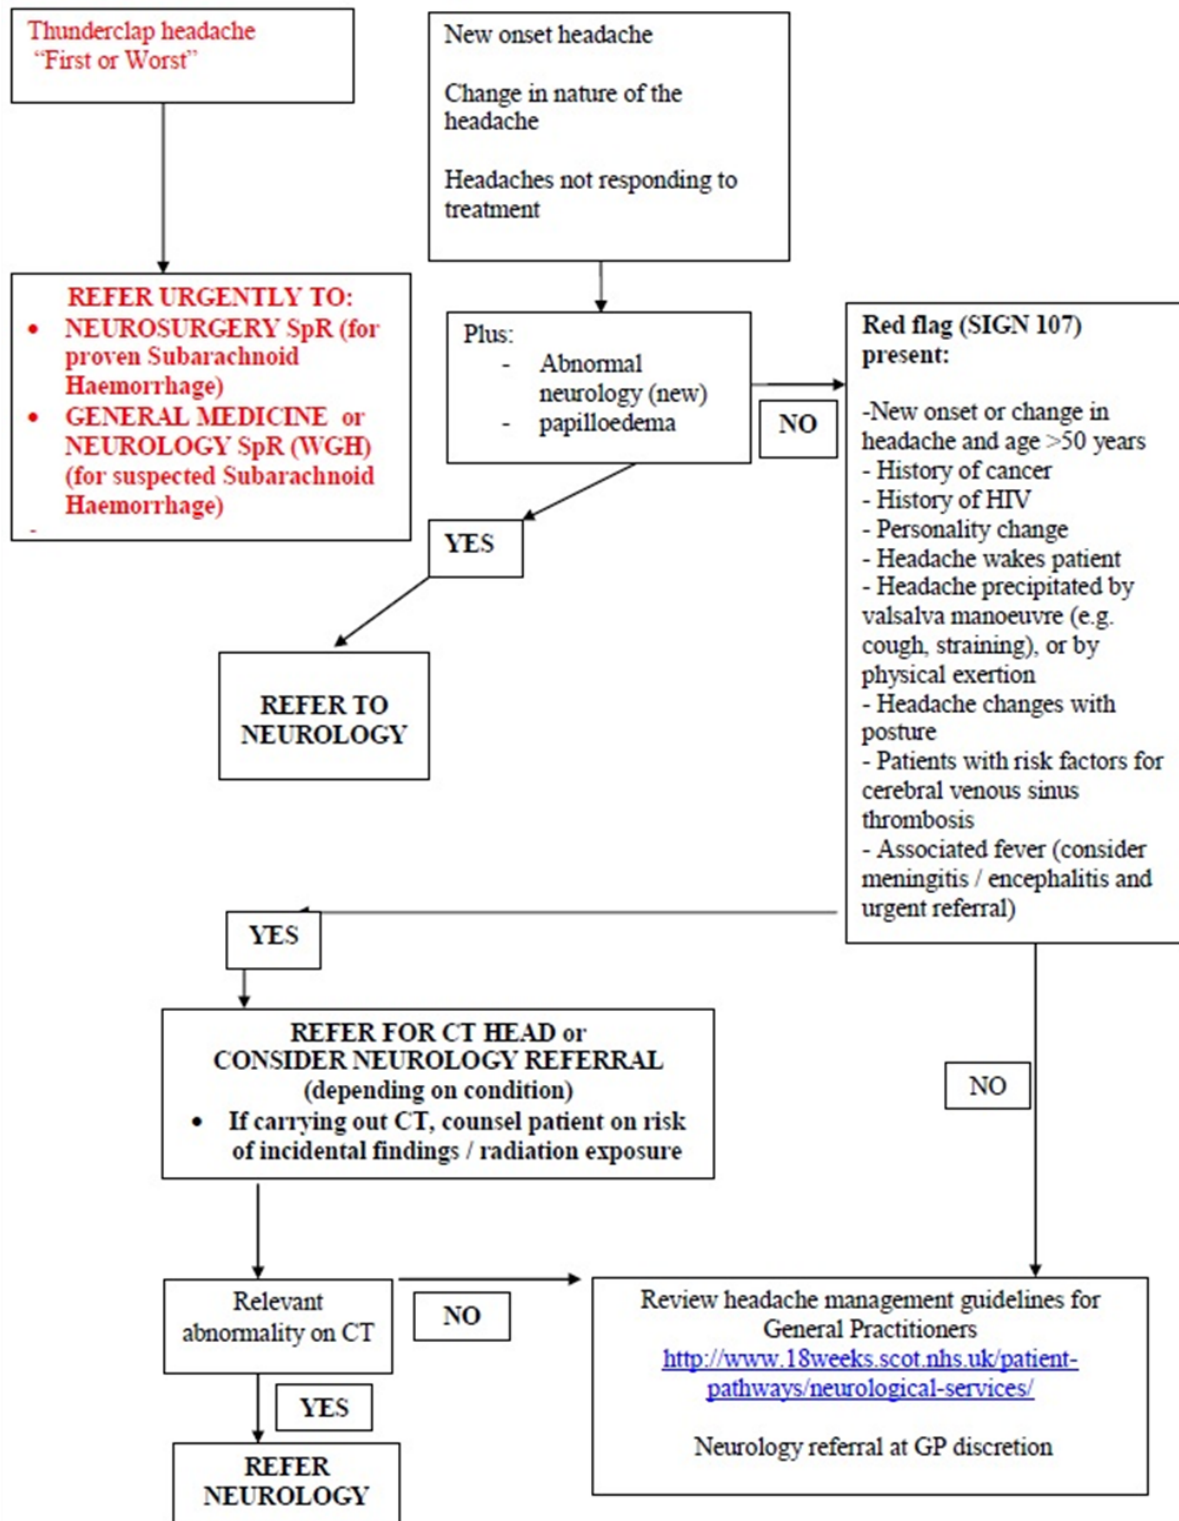 Thunderclap headache
“First or Worst”
New onset headache
Change in nature of the
headache
Headaches not responding to
treatment
REFER URGENTLY TO:
• NEUROSURGERY SpR (for
proven Subarachnoid
Haemorrhage)
• GENERAL MEDICINE or
NEUROLOGY SpR (WGH)
(for suspected Subarachnoid
Haemorrhage)
-
Plus:
- Abnormal
neurology (new)
- papilloedema
NO
Red flag (SIGN 107)
present:
-New onset or change in
headache and age >50 years
- History of cancer
- History of HIV
- Personality change
- Headache wakes patient
- Headache precipitated by
valsalva manoeuvre (e.g.
cough, straining), or by
physical exertion
- Headache changes with
posture
- Patients with risk factors for
cerebral venous sinus
thrombosis
- Associated fever (consider
meningitis / encephalitis and
urgent referral)
YES
REFER TO
NEUROLOGY
YES
REFER FOR CT HEAD or
CONSIDER NEUROLOGY REFERRAL
(depending on condition)
• If carrying out CT, counsel patient on risk
of incidental findings / radiation exposure
NO
Relevant
abnormality on CT
NO
Review headache management guidelines for
General Practitioners
http://www.18weeks.scot.nhs.uk/patient-
pathways/neurological-services/
Neurology referral at GP discretion
YES
REFER
NEUROLOGY